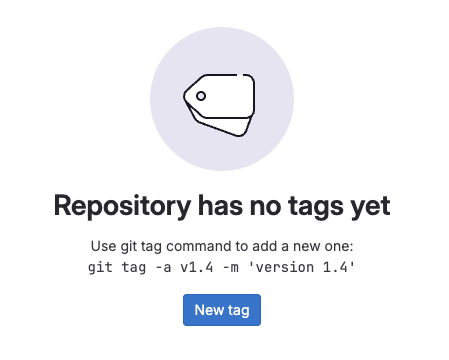 Repository has no tags yet
Use git tag command to add a new one:
git tag -a v1.4 -m 'version 1.4'
New tag